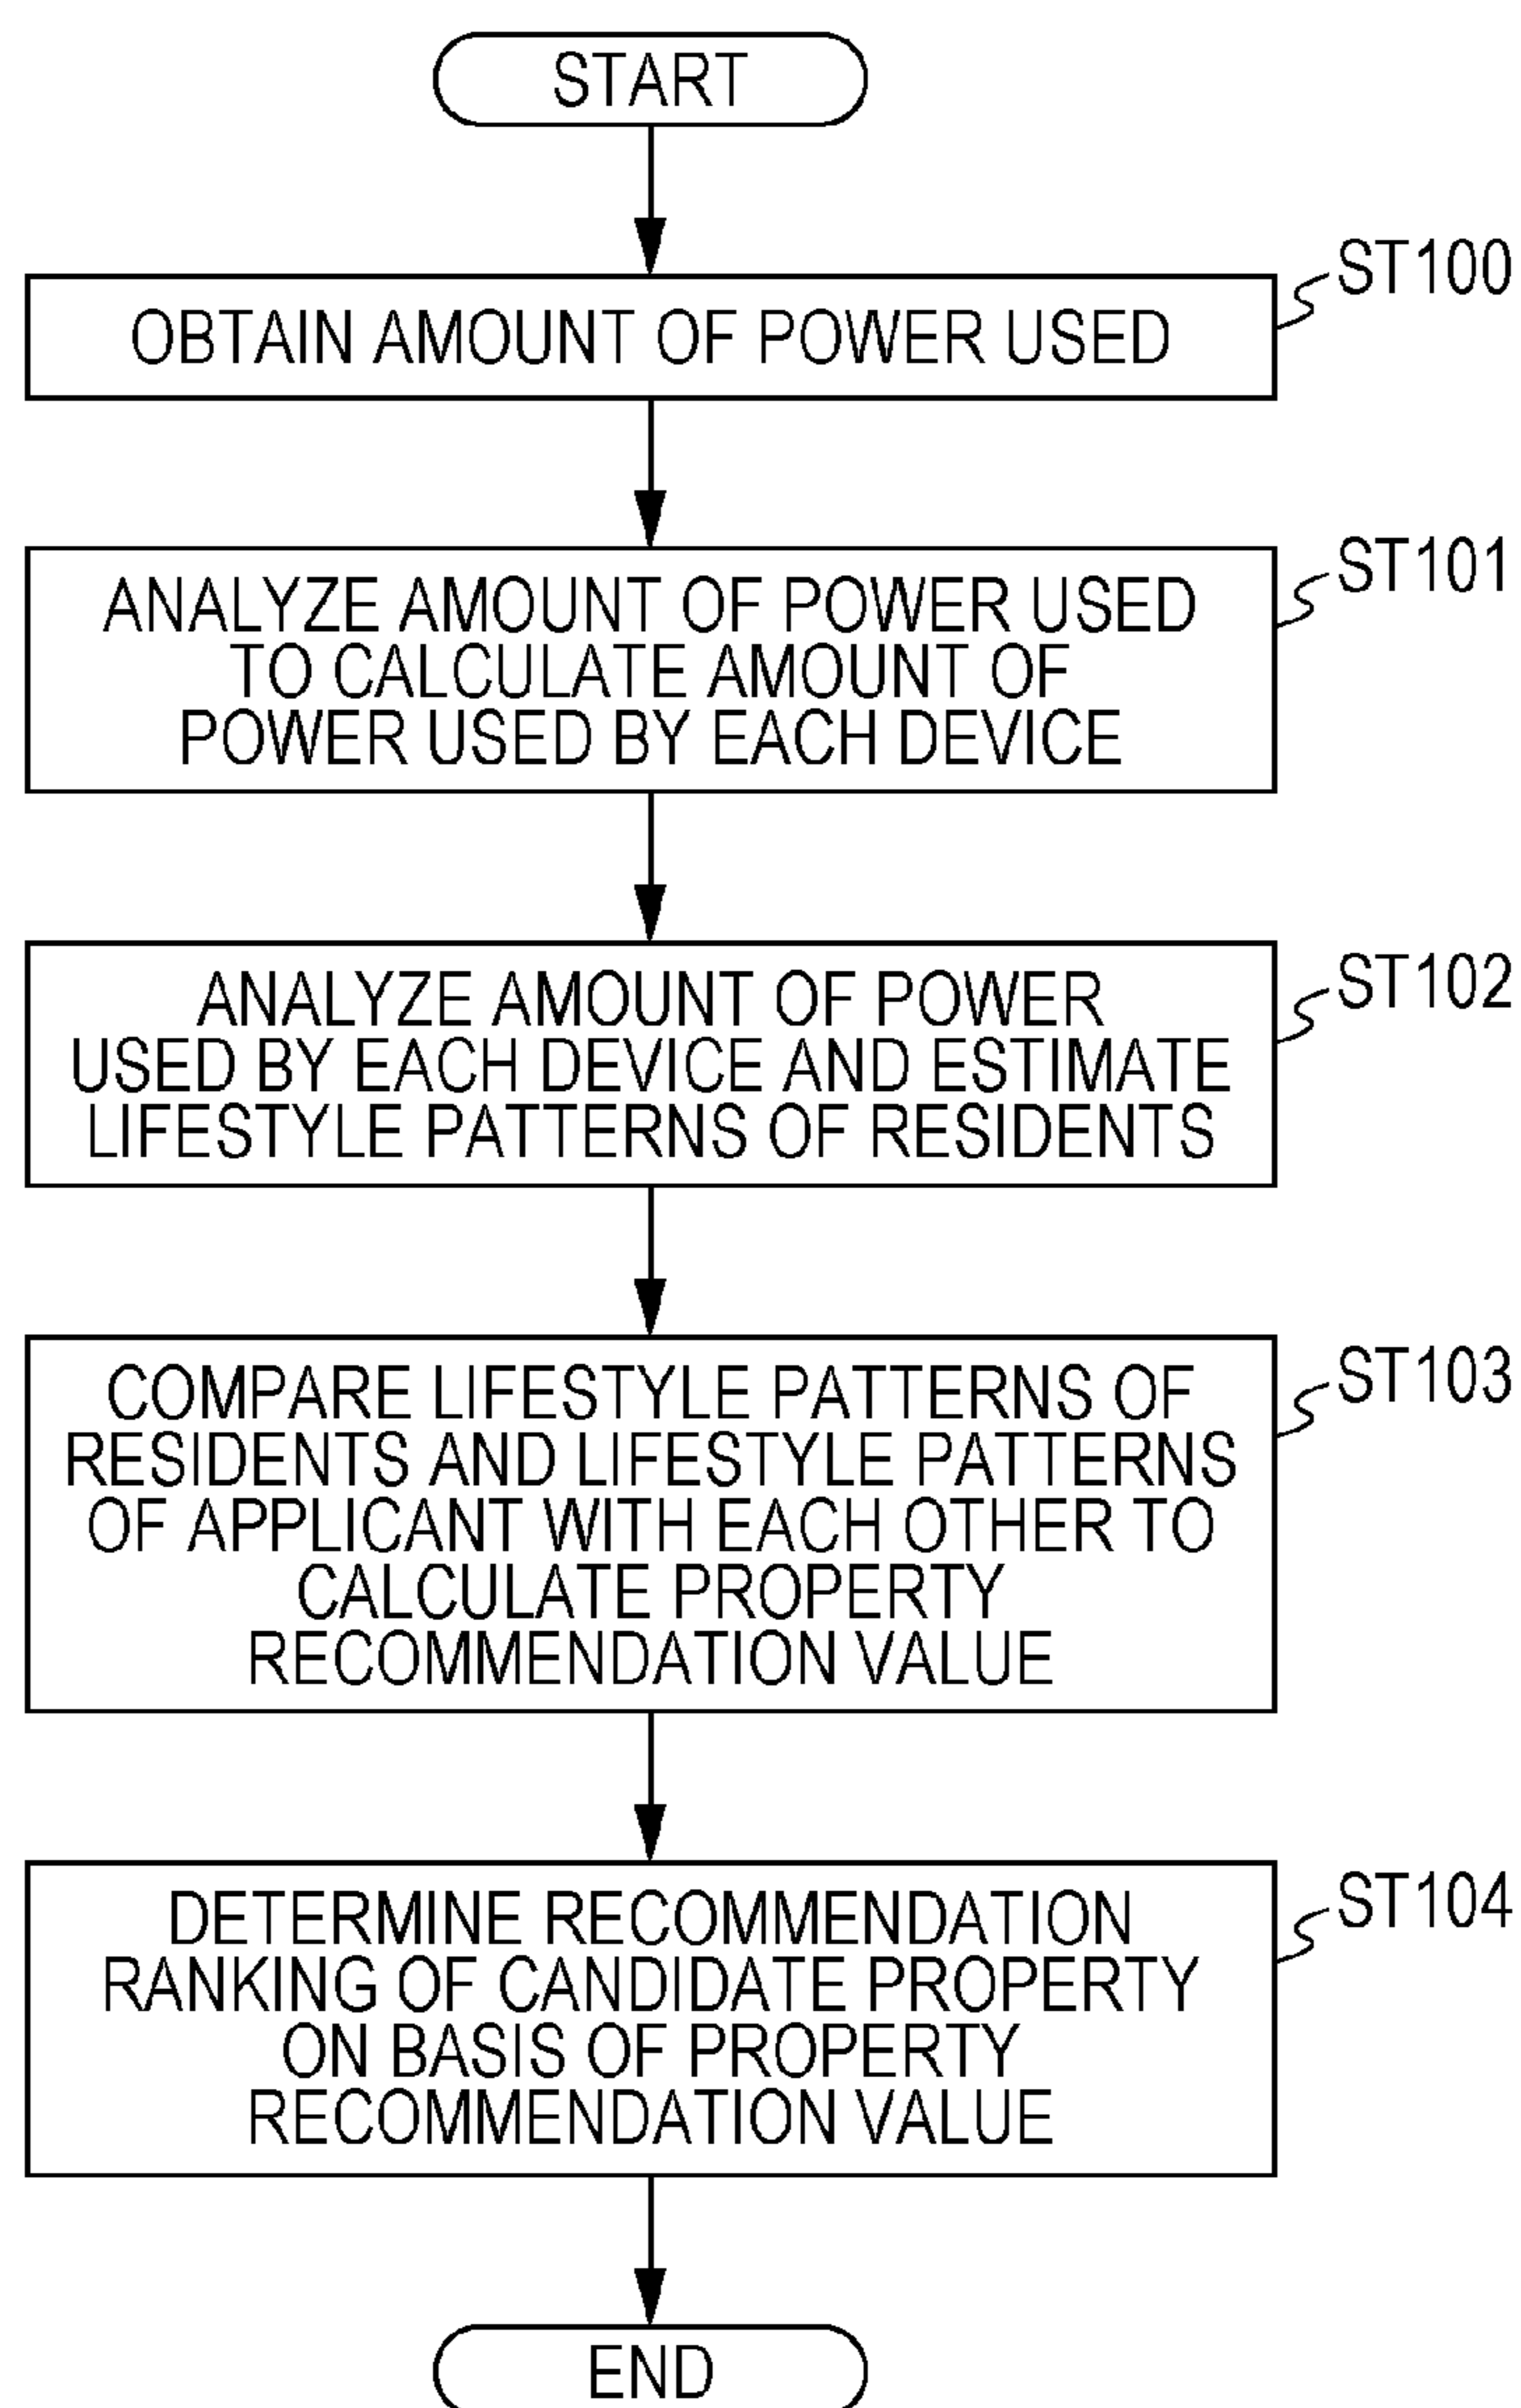 START
ST100
OBTAIN AMOUNT OF POWER USED
ST101
ANALYZE AMOUNT OF POWER USED
TO CALCULATE AMOUNT OF
POWER USED BY EACH DEVICE
ST102
ANALYZE AMOUNT OF POWER
USED BY EACH DEVICE AND ESTIMATE
LIFESTYLE PATTERNS OF RESIDENTS
ST103
COMPARE LIFESTYLE PATTERNS OF
RESIDENTS AND LIFESTYLE PATTERNS
OF APPLICANT WITH EACH OTHER TO
CALCULATE PROPERTY
RECOMMENDATION VALUE
ST104
DETERMINE RECOMMENDATION
RANKING OF CANDIDATE PROPERTY
ON BASIS OF PROPERTY
RECOMMENDATION VALUE
END